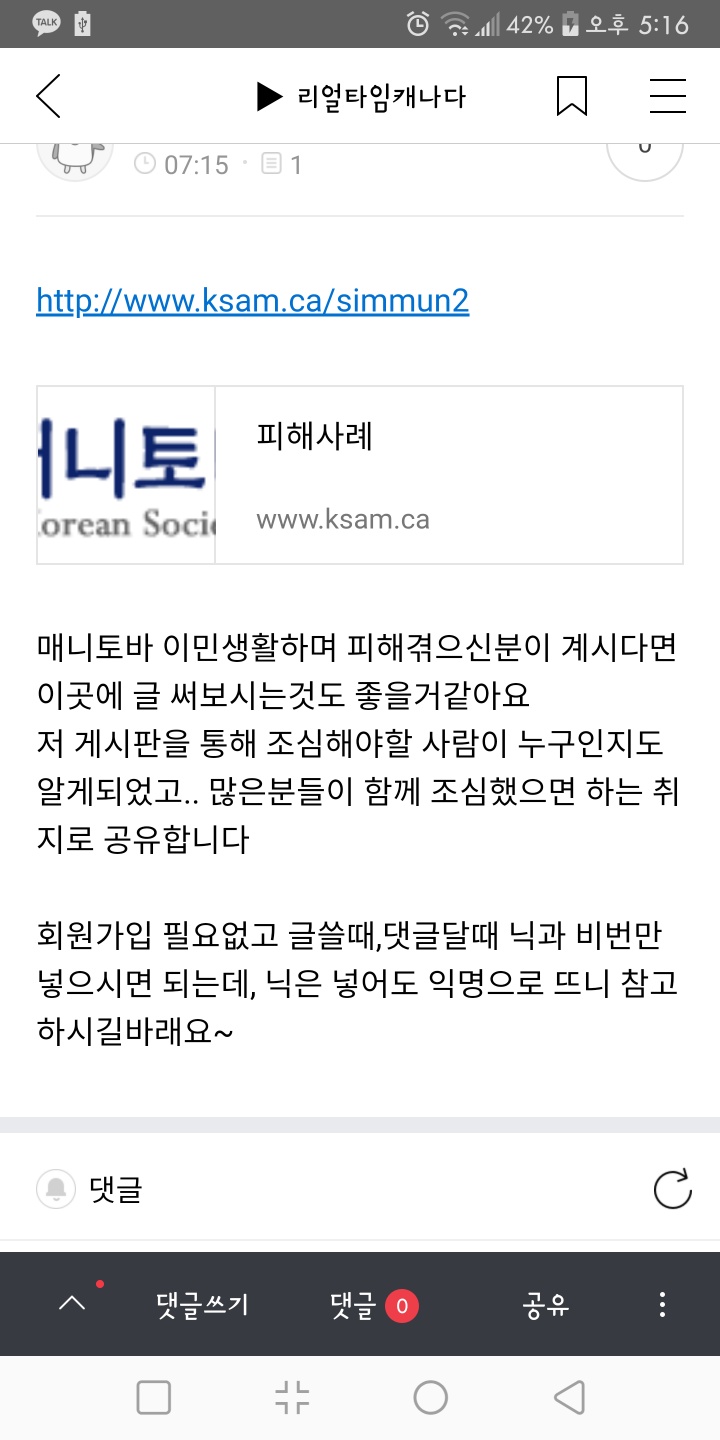 TALK 42% 오후 5:16
▶ 리얼타임캐나다
07:15 · 1
0
http://www.ksam.ca/simmun2
피해사례
니토
orean Socie
www.ksam.ca
매니토바 이민생활하며 피해겪으신분이 계시다면
이곳에 글 써보시는것도 좋을거같아요
저 게시판을 통해 조심해야할 사람이 누구인지도
알게되었고.. 많은분들이 함께 조심했으면 하는 취
지로 공유합니다
회원가입 필요없고 글쓸때,댓글달때 닉과 비번만
넣으시면 되는데, 닉은 넣어도 익명으로 뜨니 참고
하시길바래요~
댓글
댓글쓰기 댓글 0 공유